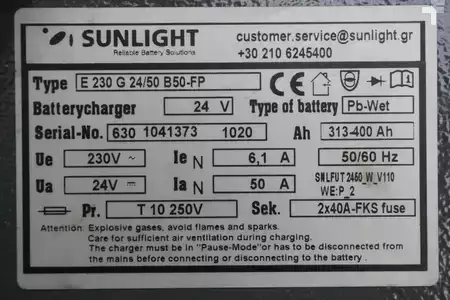 SUNLIGHT
Reliable Battery Solutions
customer.service@sunlight.gr
+30 210 6245400
Type E 230 G 24/50 B50-FP CE
Batterycharger 24 V Type of battery Pb-Wet
Serial-No. 630 1041373 1020 Ah 313-400 Ah
Ue 230V ~ Ie N 6,1 A 50/60 Hz
Ua 24V Ia N 50 A SNLFUT2460_W_V110
WE:P_2
Pr. T 10 250V Sek. 2x40A-FKS fuse
Attention: Explosive gases, avoid flames and sparks.
Care for sufficient air ventilation during charging.
The charger must be in "Pause-Mode« or has to be disconnected from
the mains before connecting or disconnecting to the battery .